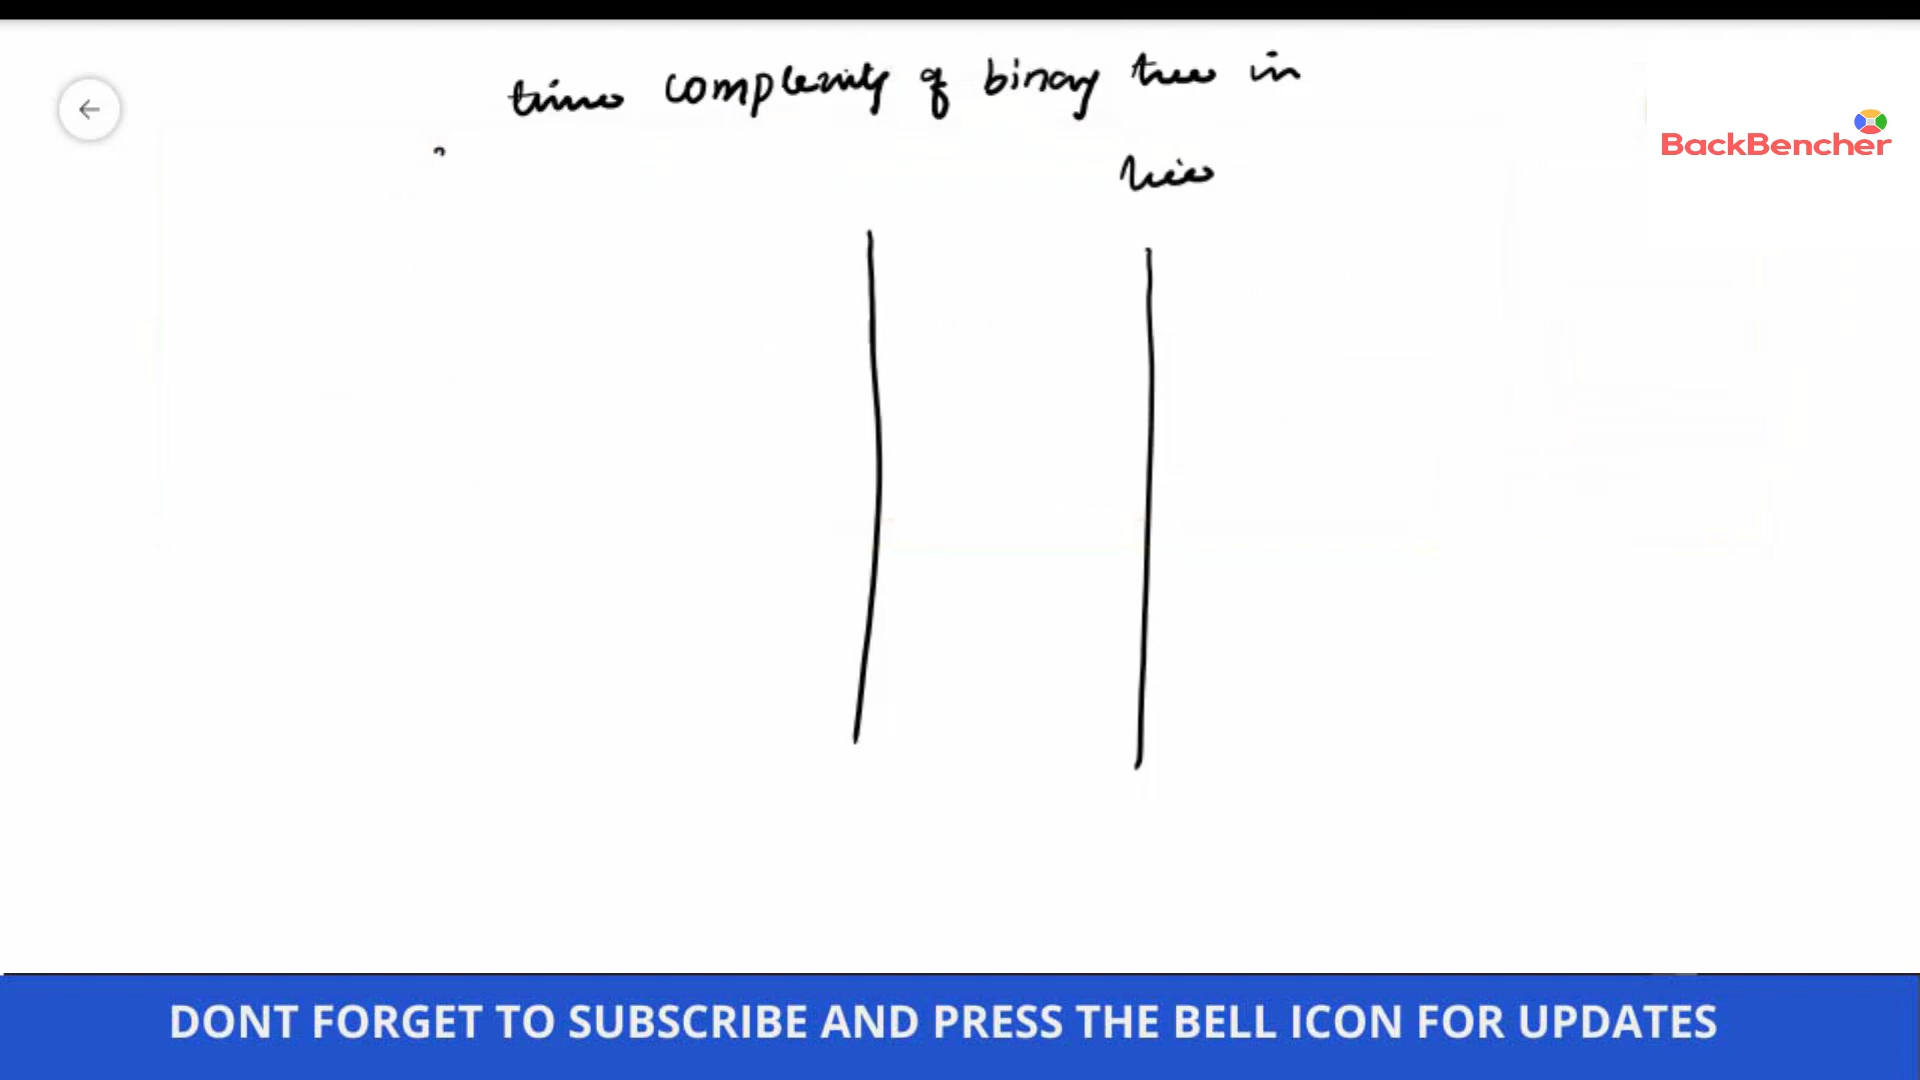 time complexity of binary tree in
BackBencher
DONT FORGET TO SUBSCRIBE AND PRESS THE BELL ICON FOR UPDATES